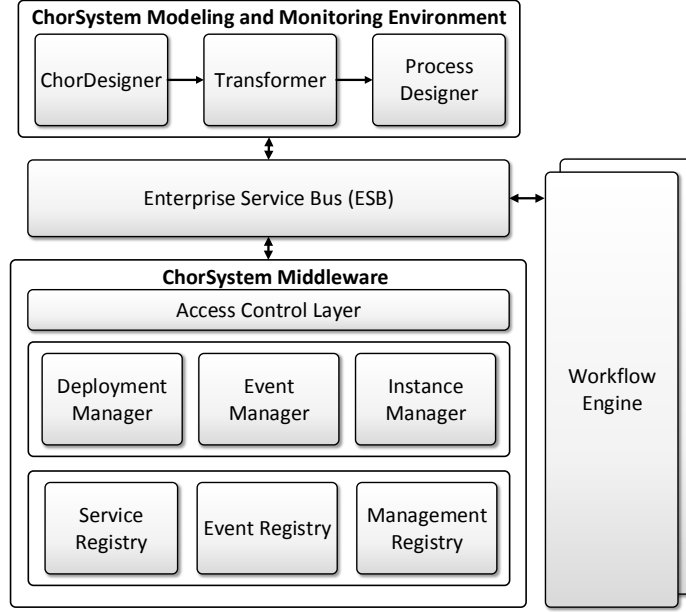 ChorSystem Modeling and Monitoring Environment
ChorDesigner
Transformer
Process
Designer
Enterprise Service Bus (ESB)
ChorSystem Middleware
Access Control Layer
Deployment
Manager
Event
Manager
Instance
Manager
Service
Registry
Event Registry
Management
Registry
Workflow
Engine